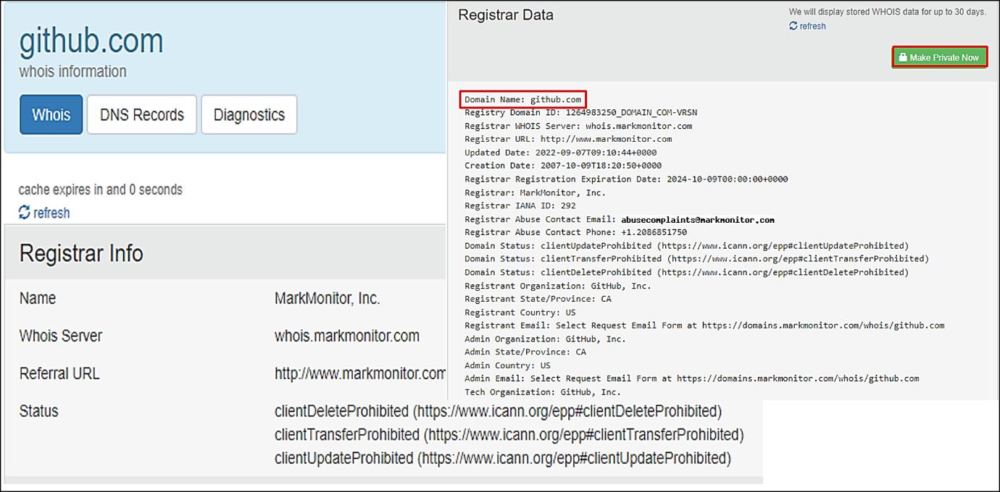 github.com
whois information
Whois
DNS Records
Diagnostics
cache expires in and 0 seconds
refresh
Registrar Info
Name MarkMonitor, Inc.
Whois Server whois.markmonitor.com
Referral URL http://www.markmonitor.com
Status clientDeleteProhibited (https://www.icann.org/epp#clientDeleteProhibited)
clientTransferProhibited (https://www.icann.org/epp#clientTransferProhibited)
clientUpdateProhibited (https://www.icann.org/epp#clientUpdateProhibited)
Registrar Data
We will display stored WHOIS data for up to 30 days.
refresh
Make Private Now
Domain Name: github.com
Registry Domain ID: 1264983250_DOMAIN_COM-VRSN
Registrar WHOIS Server: whois.markmonitor.com
Registrar URL: http://www.markmonitor.com
Updated Date: 2022-09-07T09:10:44+0000
Creation Date: 2007-10-09T18:20:50+0000
Registrar Registration Expiration Date: 2024-10-09T00:00:00+0000
Registrar: MarkMonitor, Inc.
Registrar IANA ID: 292
Registrar Abuse Contact Email: abusecomplaints@markmonitor.com
Registrar Abuse Contact Phone: +1.2086851750
Domain Status: clientUpdateProhibited (https://www.icann.org/epp#clientUpdateProhibited)
Domain Status: clientTransferProhibited (https://www.icann.org/epp#clientTransferProhibited)
Domain Status: clientDeleteProhibited (https://www.icann.org/epp#clientDeleteProhibited)
Registrant Organization: GitHub, Inc.
Registrant State/Province: CA
Registrant Country: US
Registrant Email: Select Request Email Form at https://domains.markmonitor.com/whois/github.com
Admin Organization: GitHub, Inc.
Admin State/Province: CA
Admin Country: US
Admin Email: Select Request Email Form at https://domains.markmonitor.com/whois/github.com
Tech Organization: GitHub, Inc.